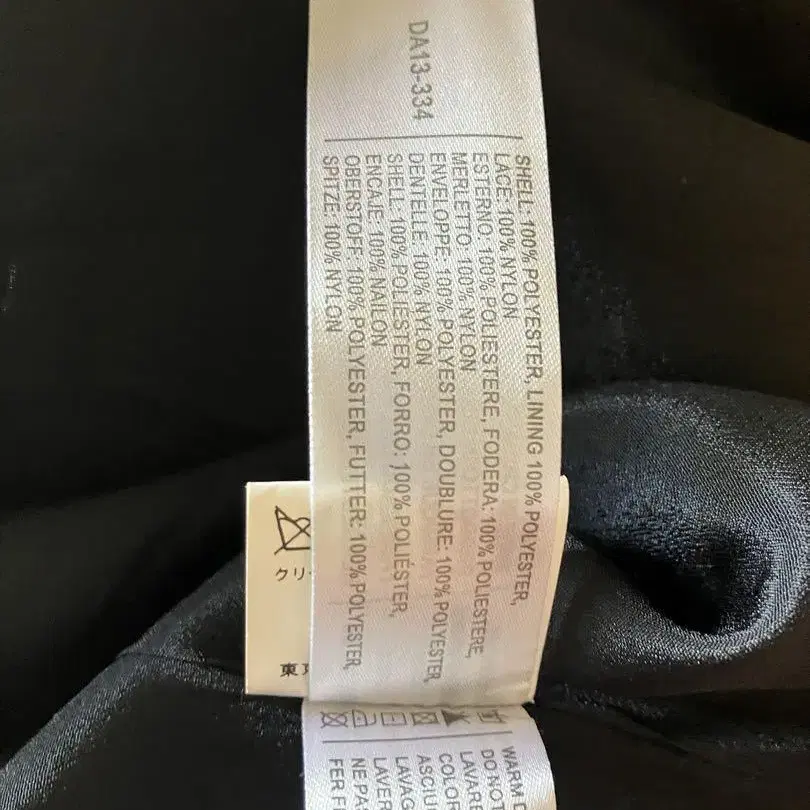 DA13-334
SHELL: 100% POLYESTER, LINING 100% POLYESTER,
LACE: 100% NYLON
ESTERNO: 100% POLIESTERE, FODERA: 100% POLIESTERE,
MERLETTO: 100% NYLON
ENVELOPPE: 100% POLYESTER, DOUBLURE: 100% POLYESTER,
DENTELLE: 100% NYLON
SHELL: 100% POLIÉSTER, FORRO: 100% POLIÉSTER,
ENCAJE: 100% NAILON
OBERSTOFF: 100% POLYESTER, FUTTER: 100% POLYESTER,
SPITZE: 100% NYLON
クリ
東
WARM
DO NOT
LAVAR
COLOR
ASCIU
LAVAG
LAVER
NE PA
FER F